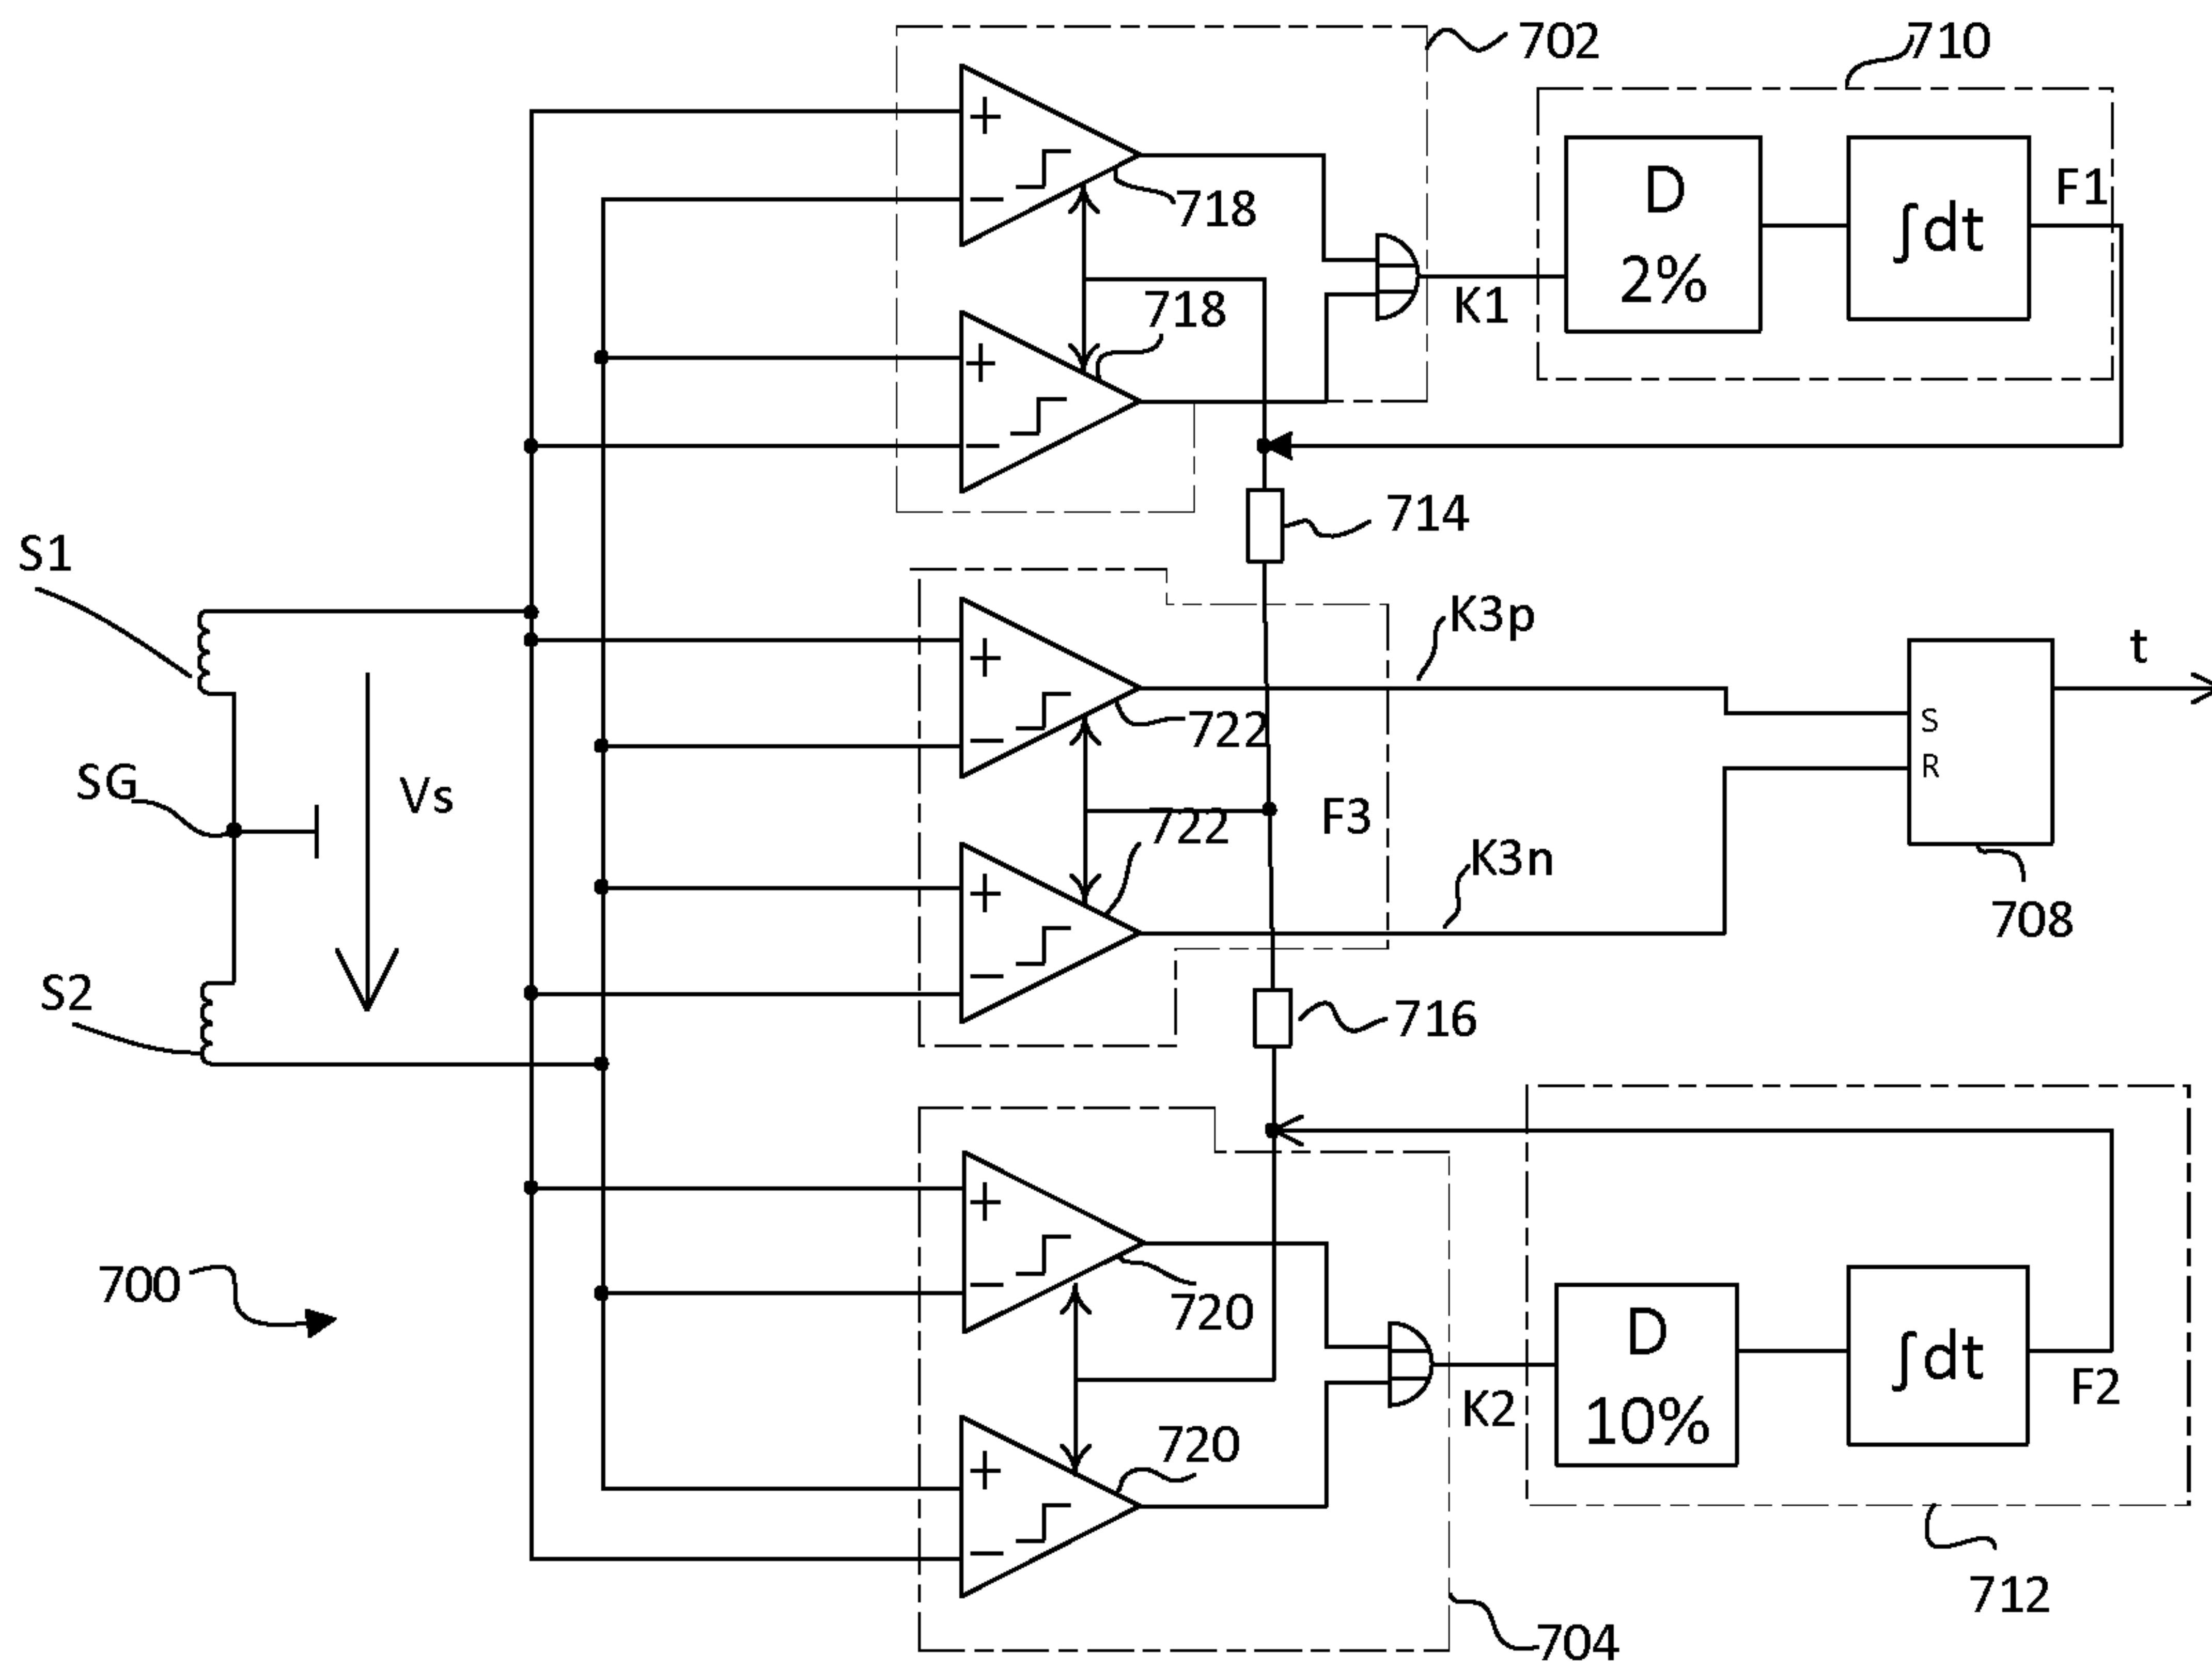 702
710
+
−
718
D
2%
∫dt
F1
718
+
−
K1
714
S1
+
−
722
K3p
t
S
R
SG
Vs
722
F3
+
−
K3n
708
S2
716
+
−
720
700
D
10%
∫dt
K2
F2
720
+
−
712
704